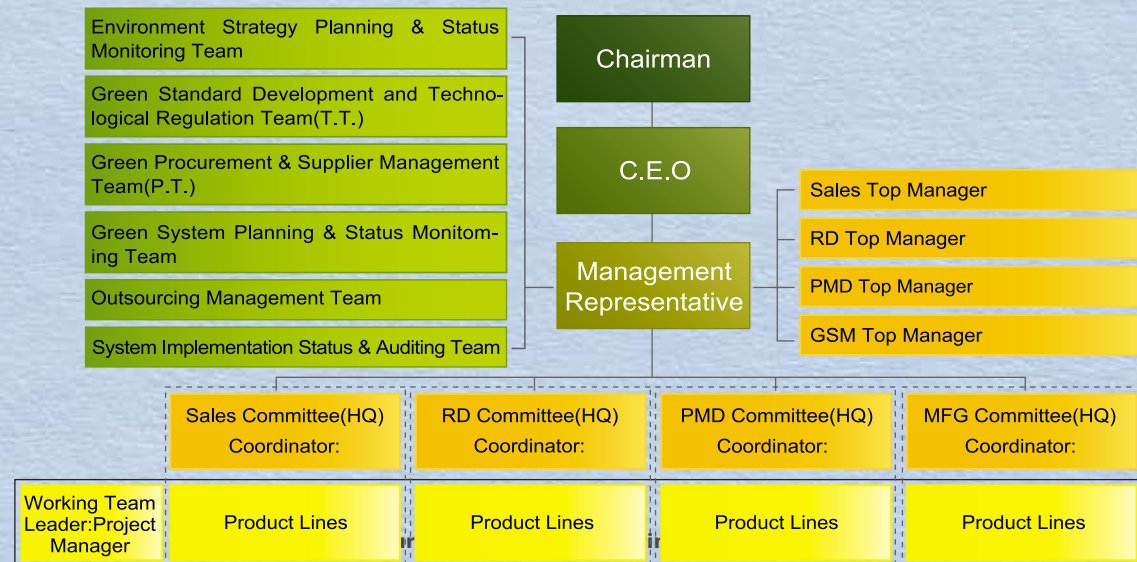 Environment Strategy Planning & Status
Monitoring Team
Green Standard Development and Techno-
logical Regulation Team(T.T.)
Green Procurement & Supplier Management
Team(P.T.)
Green System Planning & Status Monitom-
ing Team
Outsourcing Management Team
System Implementation Status & Auditing Team
Chairman
C.E.O
Management
Representative
Sales Top Manager
RD Top Manager
PMD Top Manager
GSM Top Manager
Sales Committee(HQ)
Coordinator:
RD Committee(HQ)
Coordinator:
PMD Committee(HQ)
Coordinator:
MFG Committee(HQ)
Coordinator:
Working Team
Leader:Project
Manager
Product Lines
Product Lines
Product Lines
Product Lines